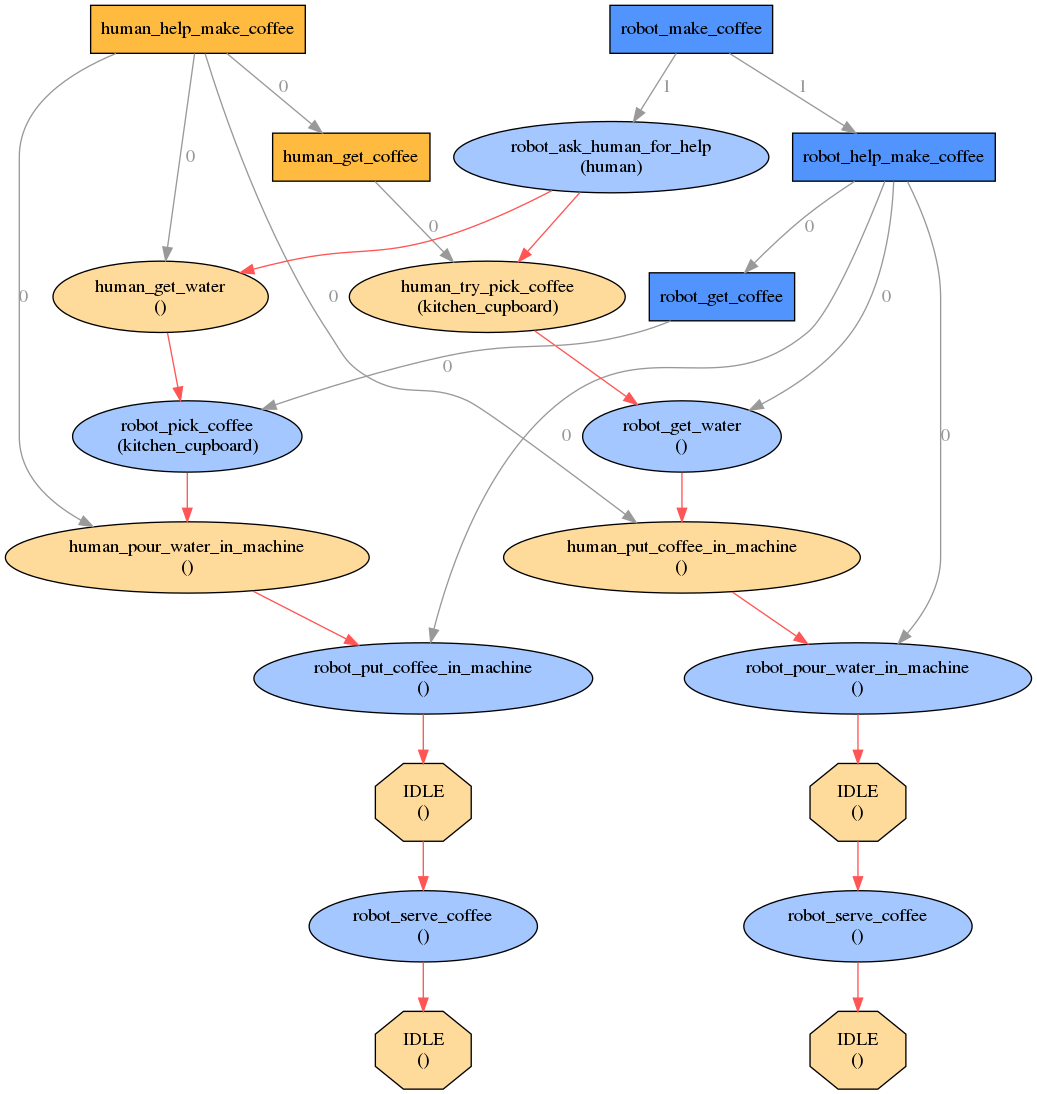 human_help_make_coffee
robot_make_coffee
0
1
1
human_get_coffee
robot_ask_human_for_help
(human)
robot_help_make_coffee
0
0
0
human_get_water
()
human_try_pick_coffee
(kitchen_cupboard)
robot_get_coffee
0
0
0
0
robot_pick_coffee
(kitchen_cupboard)
robot_get_water
()
0
0
human_pour_water_in_machine
()
human_put_coffee_in_machine
()
robot_put_coffee_in_machine
()
robot_pour_water_in_machine
()
IDLE
()
IDLE
()
robot_serve_coffee
()
robot_serve_coffee
()
IDLE
()
IDLE
()